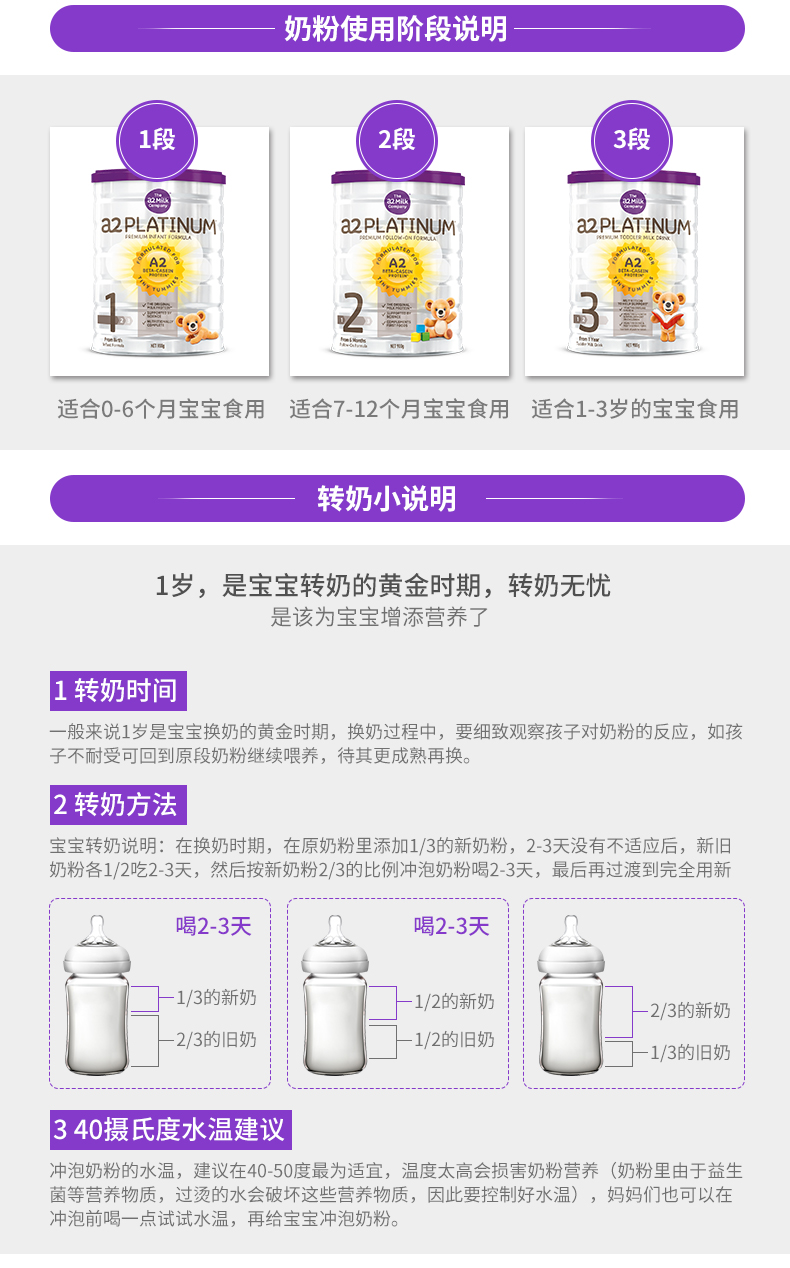 奶粉使用阶段说明
1段
2段
3段
The a2 Milk Company
a2 PLATINUM
PREMIUM INFANT FORMULA
FORMULATED FOR
A2
BETA-CASEIN
PROTEIN
TINY TUMMIES
1
From Birth
The a2 Milk Company
a2 PLATINUM
PREMIUM FOLLOW-ON FORMULA
FORMULATED FOR
A2
BETA-CASEIN
PROTEIN
TINY TUMMIES
2
From 6 Months
The a2 Milk Company
a2 PLATINUM
PREMIUM TODDLER MILK DRINK
FORMULATED FOR
A2
BETA-CASEIN
PROTEIN
TINY TUMMIES
3
From 1 Year
适合0-6个月宝宝食用
适合7-12个月宝宝食用
适合1-3岁的宝宝食用
转奶小说明
1岁，是宝宝转奶的黄金时期，转奶无忧
是该为宝宝增添营养了
1 转奶时间
一般来说1岁是宝宝换奶的黄金时期，换奶过程中，要细致观察孩子对奶粉的反应，如孩
子不耐受可回到原段奶粉继续喂养，待其更成熟再换。
2 转奶方法
宝宝转奶说明：在换奶时期，在原奶粉里添加1/3的新奶粉，2-3天没有不适应后，新旧
奶粉各1/2吃2-3天，然后按新奶粉2/3的比例冲泡奶粉喝2-3天，最后再过渡到完全用新
喝2-3天
1/3的新奶
2/3的旧奶
喝2-3天
1/2的新奶
1/2的旧奶
2/3的新奶
1/3的旧奶
3 40摄氏度水温建议
冲泡奶粉的水温，建议在40-50度最为适宜，温度太高会损害奶粉营养（奶粉里由于益生
菌等营养物质，过烫的水会破坏这些营养物质，因此要控制好水温），妈妈们也可以在
冲泡前喝一点试试水温，再给宝宝冲泡奶粉。